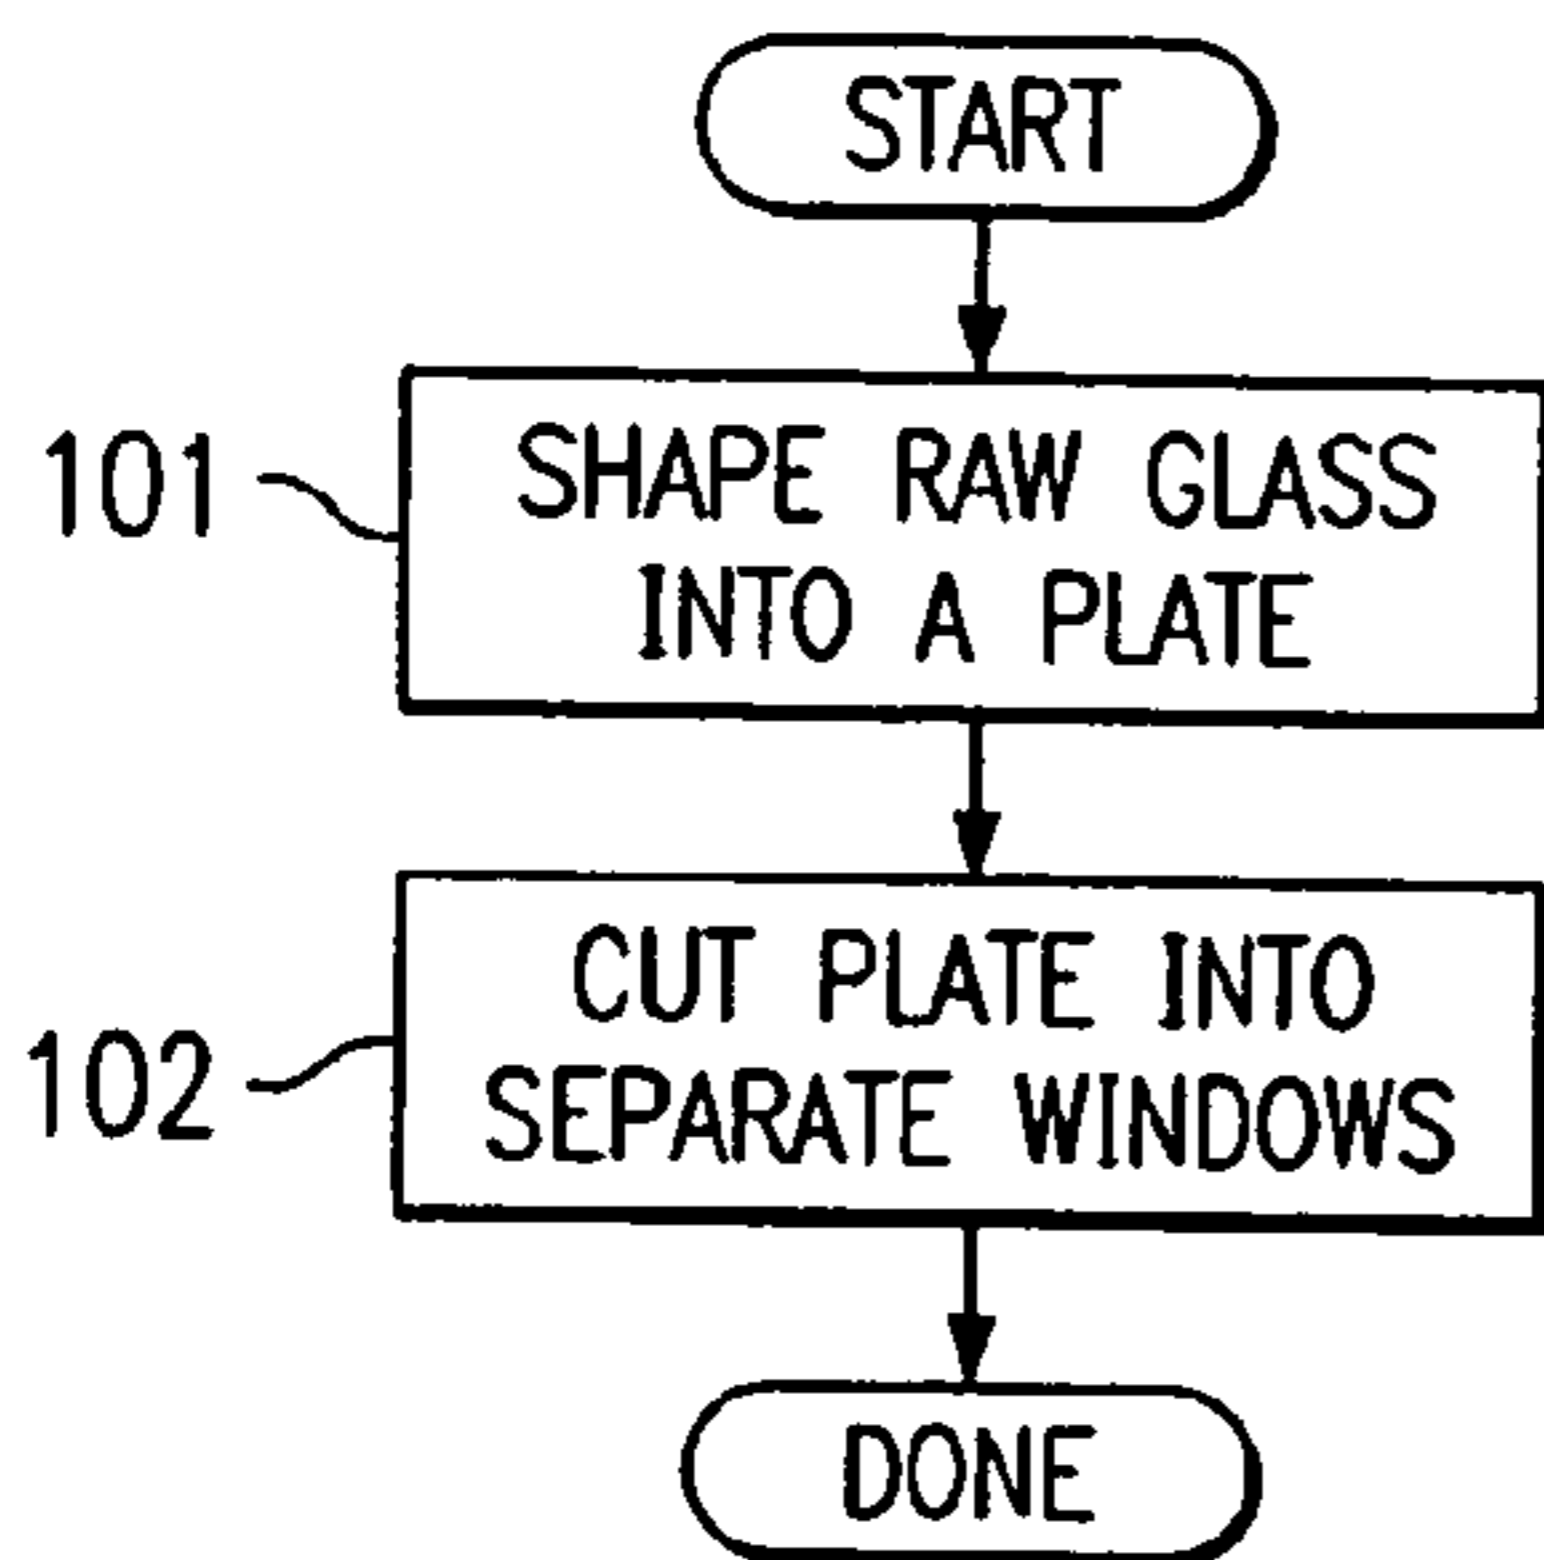 START
101
SHAPE RAW GLASS
INTO A PLATE
102
CUT PLATE INTO
SEPARATE WINDOWS
DONE